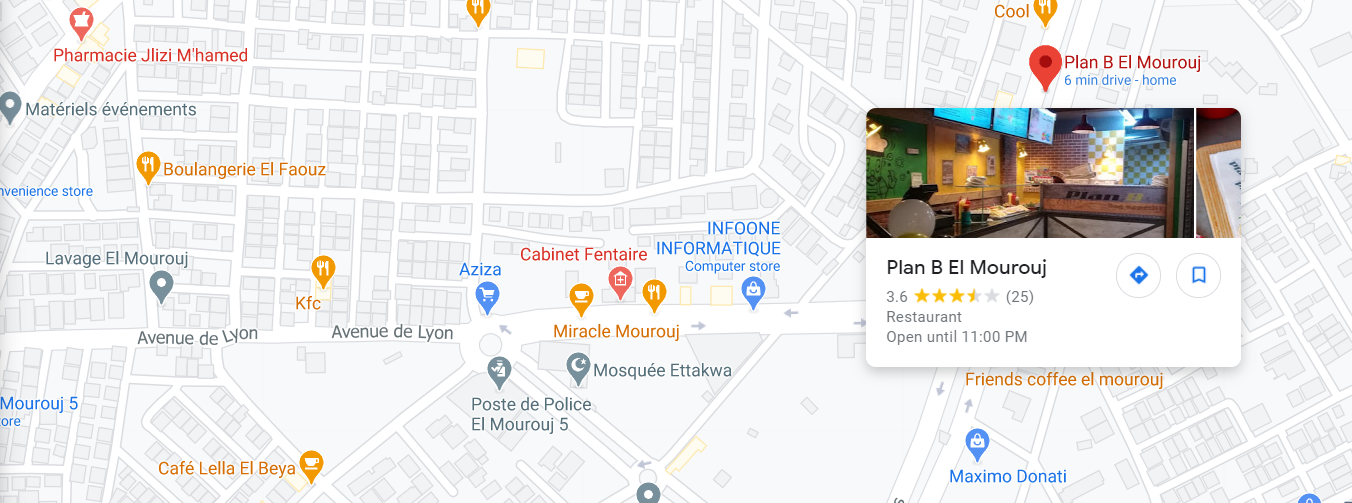 Cool
Pharmacie Jlizi M'hamed
Plan B El Mourouj
6 min drive - home
Matériels événements
Boulangerie El Faouz
nvenience store
Plan B
INFOONE
INFORMATIQUE
Computer store
Lavage El Mourouj
Cabinet Fentaire
Aziza
Kfc
Plan B El Mourouj
3.6 (25)
Restaurant
Open until 11:00 PM
Avenue de Lyon
Avenue de Lyon
Miracle Mourouj
Mosquée Ettakwa
Friends coffee el mourouj
Mourouj 5
ore
Poste de Police
El Mourouj 5
Café Lella El Beya
Maximo Donati